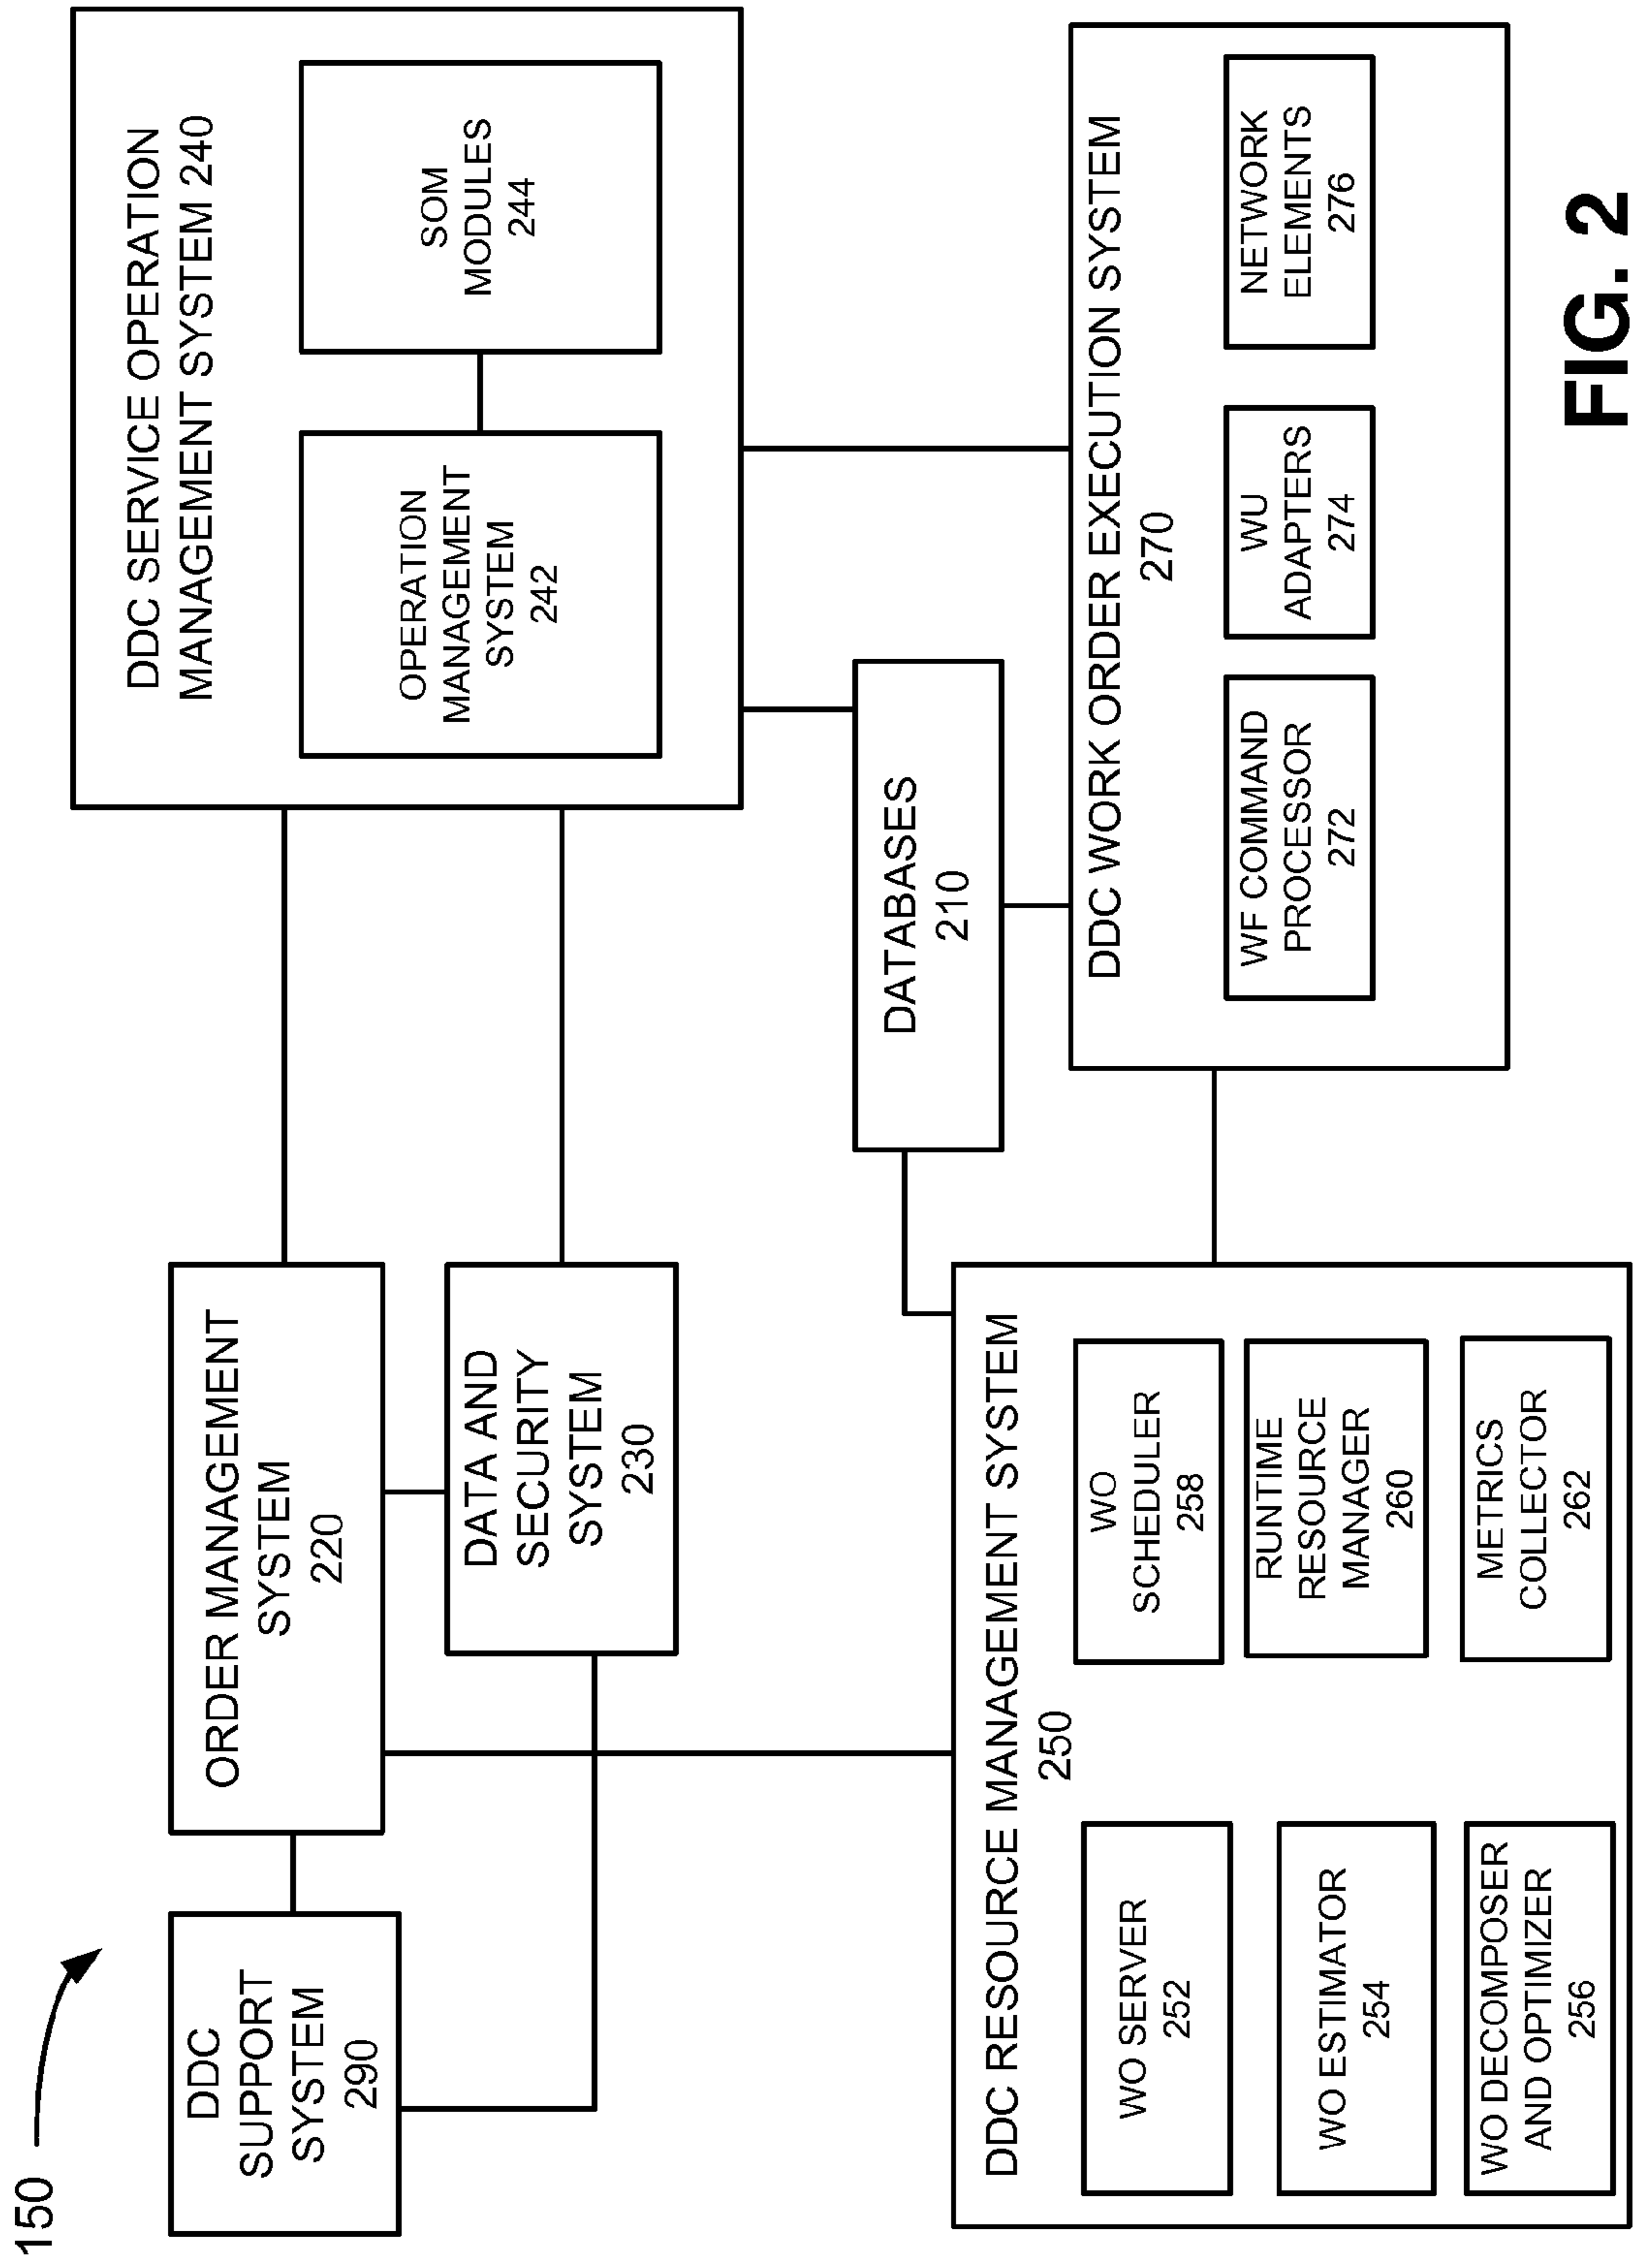 150
DDC
SUPPORT
SYSTEM
290
ORDER MANAGEMENT
SYSTEM
220
DATA AND
SECURITY
SYSTEM
230
DDC SERVICE OPERATION
MANAGEMENT SYSTEM 240
OPERATION
MANAGEMENT
SYSTEM
242
SOM
MODULES
244
DATABASES
210
DDC RESOURCE MANAGEMENT SYSTEM
250
WO SERVER
252
WO
SCHEDULER
258
WO ESTIMATOR
254
RUNTIME
RESOURCE
MANAGER
260
WO DECOMPOSER
AND OPTIMIZER
256
METRICS
COLLECTOR
262
DDC WORK ORDER EXECUTION SYSTEM
270
WF COMMAND
PROCESSOR
272
WU
ADAPTERS
274
NETWORK
ELEMENTS
276
FIG. 2